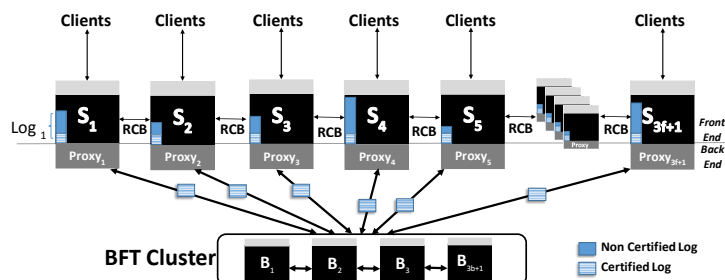 Clients Clients Clients Clients Clients Clients
S1 S2 S3 S4 S5 S3f+1
Log 1 RCB RCB RCB RCB RCB RCB Front End
Proxy1 Proxy2 Proxy3 Proxy4 Proxy5 Proxy Proxy3f+1 Back End
BFT Cluster
B1 B2 B3 B3b+1
Non Certified Log
Certified Log